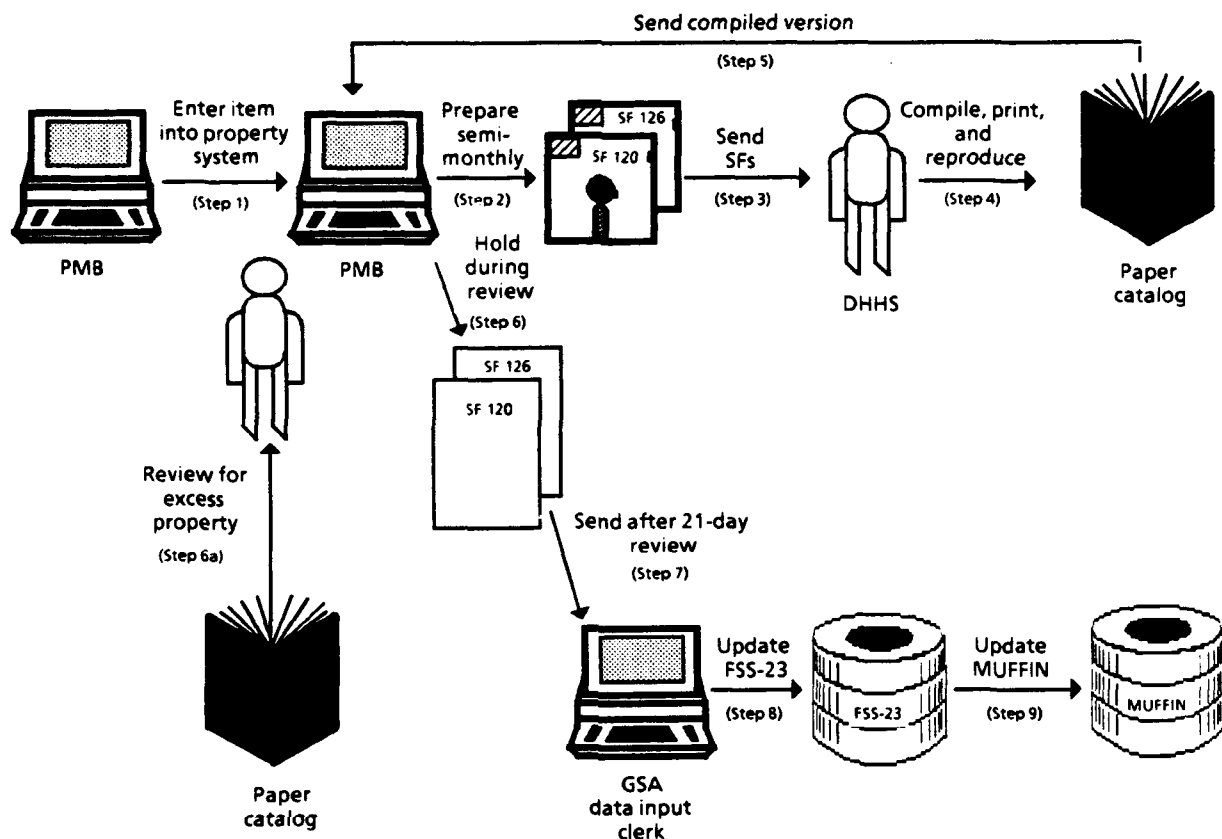 Send compiled version
(Step 5)
Enter item
into property
system
(Step 1)
PMB
PMB
Prepare
semi-
monthly
(Step 2)
SF 126
SF 120
Send
SFs
(Step 3)
DHHS
Compile, print,
and
reproduce
(Step 4)
Paper
catalog
Hold
during
review
(Step 6)
SF 126
SF 120
Review for
excess
property
(Step 6a)
Paper
catalog
Send after 21-day
review
(Step 7)
GSA
data input
clerk
Update
FSS-23
(Step 8)
FSS-23
Update
MUFFIN
(Step 9)
MUFFIN